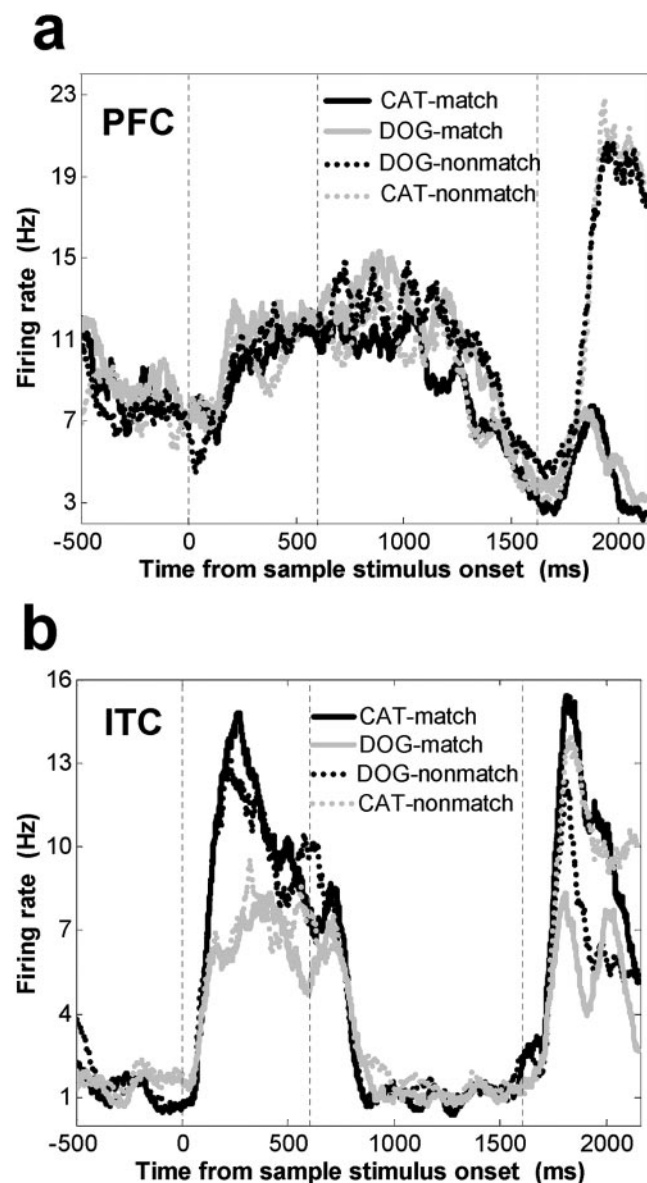 a
PFC
CAT-match
DOG-match
DOG-nonmatch
CAT-nonmatch
Firing rate (Hz)
23
19
15
11
7
3
-500 0 500 1000 1500 2000
Time from sample stimulus onset (ms)
b
ITC
CAT-match
DOG-match
DOG-nonmatch
CAT-nonmatch
Firing rate (Hz)
16
13
10
7
4
1
-500 0 500 1000 1500 2000
Time from sample stimulus onset (ms)